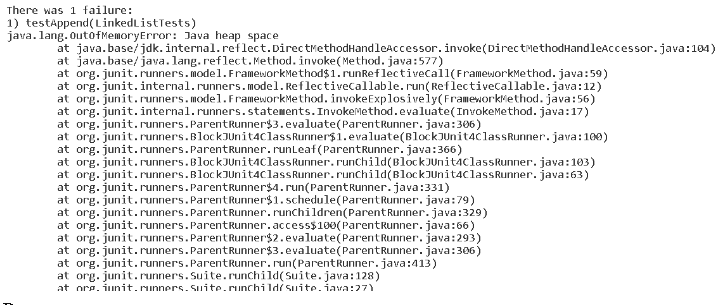 There was 1 failure:
1) testAppend(LinkedListTests)
java.lang.OutOfMemoryError: Java heap space
at java.base/jdk.internal.reflect.DirectMethodHandleAccessor.invoke(DirectMethodHandleAccessor.java:104)
at java.base/java.lang.reflect.Method.invoke(Method.java:577)
at org.junit.runners.model.FrameworkMethod$1.runReflectiveCall(FrameworkMethod.java:59)
at org.junit.internal.runners.model.ReflectiveCallable.run(ReflectiveCallable.java:12)
at org.junit.runners.model.FrameworkMethod.invokeExplosively(FrameworkMethod.java:56)
at org.junit.internal.runners.statements.InvokeMethod.evaluate(InvokeMethod.java:17)
at org.junit.runners.ParentRunner$3.evaluate(ParentRunner.java:306)
at org.junit.runners.BlockJUnit4ClassRunner$1.evaluate(BlockJUnit4ClassRunner.java:100)
at org.junit.runners.ParentRunner.runLeaf(ParentRunner.java:366)
at org.junit.runners.BlockJUnit4ClassRunner.runChild(BlockJUnit4ClassRunner.java:103)
at org.junit.runners.BlockJUnit4ClassRunner.runChild(BlockJUnit4ClassRunner.java:63)
at org.junit.runners.ParentRunner$4.run(ParentRunner.java:331)
at org.junit.runners.ParentRunner$1.schedule(ParentRunner.java:79)
at org.junit.runners.ParentRunner.runChildren(ParentRunner.java:329)
at org.junit.runners.ParentRunner.access$100(ParentRunner.java:66)
at org.junit.runners.ParentRunner$2.evaluate(ParentRunner.java:293)
at org.junit.runners.ParentRunner$3.evaluate(ParentRunner.java:306)
at org.junit.runners.ParentRunner.run(ParentRunner.java:413)
at org.junit.runners.Suite.runChild(Suite.java:128)
at org.junit.runners.Suite.runChild(Suite.java:27)